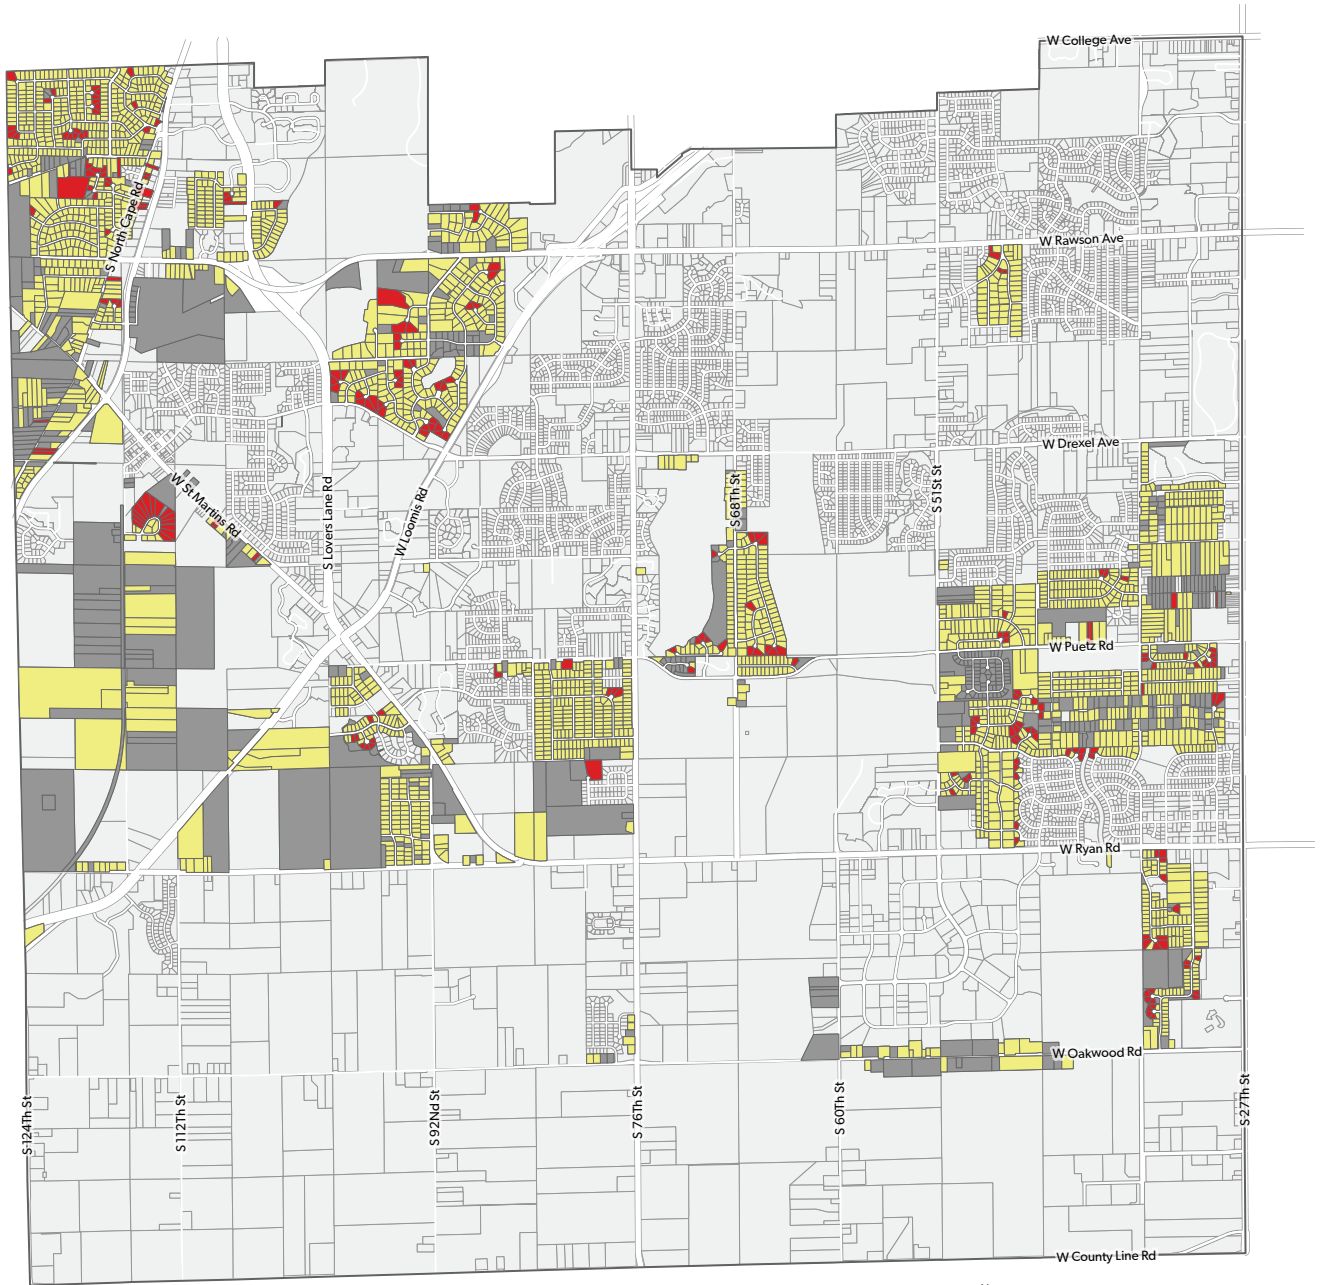 W College Ave
W Rawson Ave
S North Cape Rd
W Drexel Ave
W St Martins Rd
S Lovers Lane Rd
W Loomis Rd
S 68Th St
S 51St St
W Puetz Rd
W Ryan Rd
W Oakwood Rd
S 124Th St
S 112Th St
S 92Nd St
S 76Th St
S 60Th St
S 27Th St
W County Line Rd